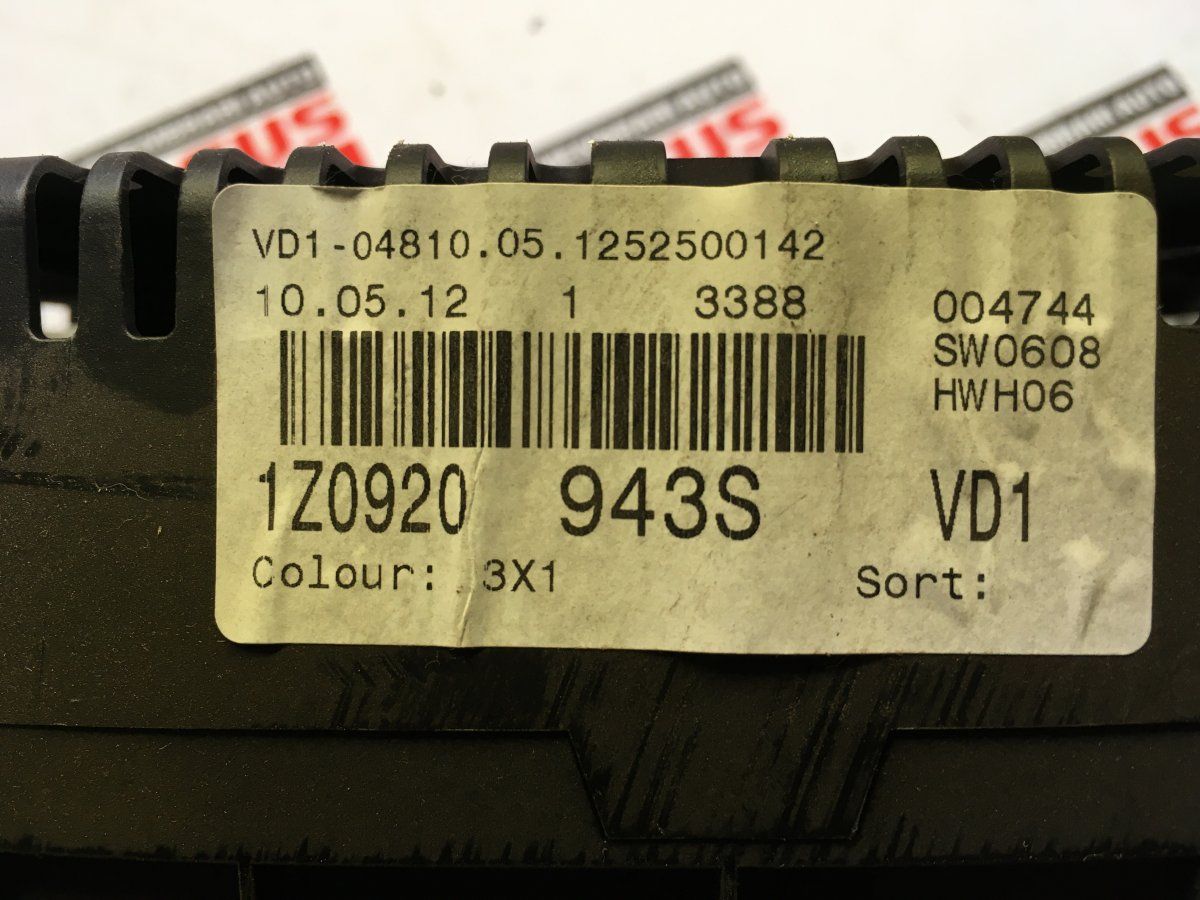 VD1-04810.05.1252500142
10.05.12 1 3388 004744
SW0608
HWH06
1Z0920 943S VD1
Colour: 3X1 Sort: